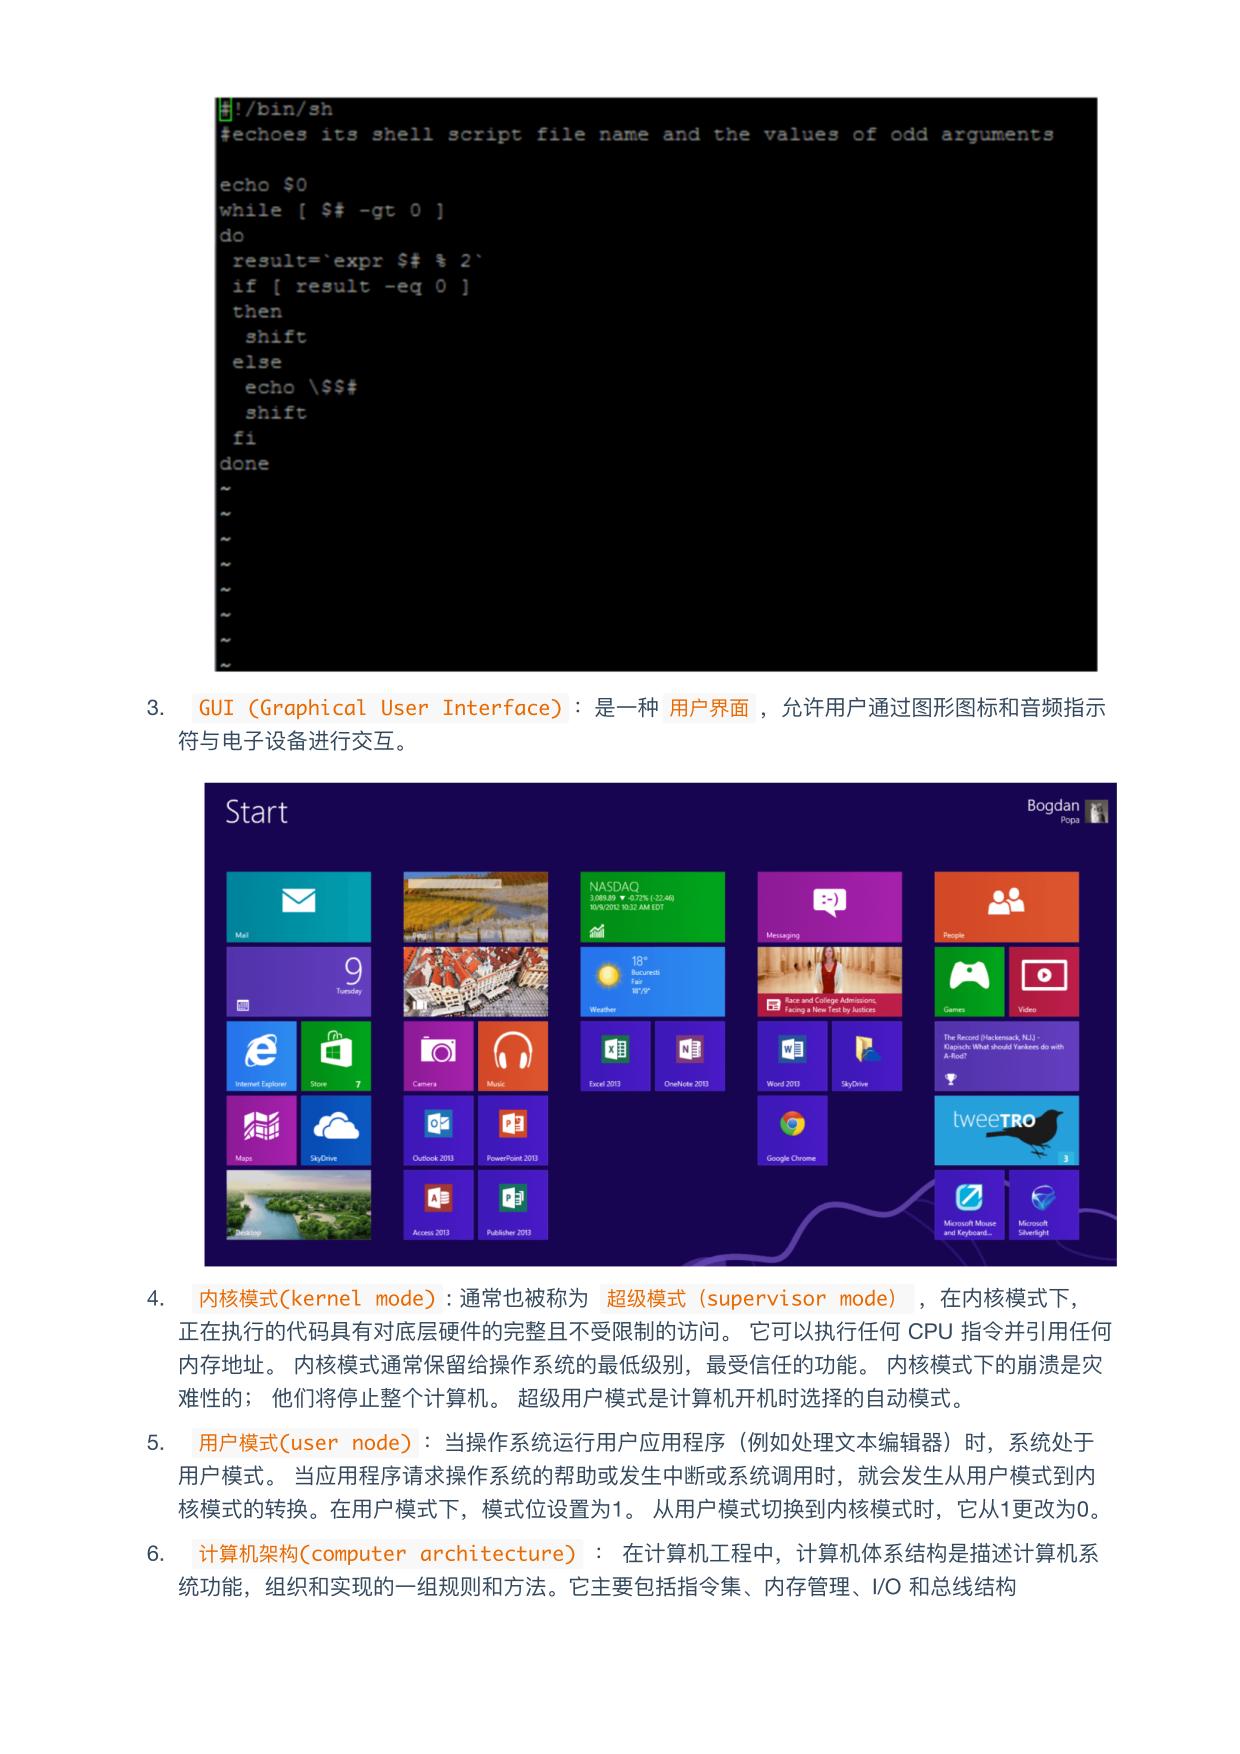 #!/bin/sh
#echoes its shell script file name and the values of odd arguments
echo $0
while [ $# -gt 0 ]
do
result=`expr $# % 2`
if [ result -eq 0 ]
then
shift
else
echo \$$#
shift
fi
done
~
~
~
~
~
~
~
~
3. GUI (Graphical User Interface)：是一种 用户界面 ，允许用户通过图形图标和音频指示
符与电子设备进行交互。
Start
Bogdan
Popa
Mail
NASDAQ
3,089.89 ▼ -0.72% (-22.46)
10/9/2012 10:32 AM EDT
Messaging
People
9
Tuesday
18°
Bucuresti
Fair
18°/9°
Weather
Race and College Admissions,
Facing a New Test by Justices
Games
Video
Internet Explorer
Store 7
Camera
Music
Excel 2013
OneNote 2013
Word 2013
SkyDrive
The Record (Hackensack, N.J.) -
Klapisch: What should Yankees do with
A-Rod?
Maps
SkyDrive
Outlook 2013
PowerPoint 2013
Google Chrome
tweeTRO
3
Desktop
Access 2013
Publisher 2013
Microsoft Mouse
and Keyboard...
Microsoft
Silverlight
4. 内核模式(kernel mode)：通常也被称为 超级模式（supervisor mode） ，在内核模式下，
正在执行的代码具有对底层硬件的完整且不受限制的访问。 它可以执行任何 CPU 指令并引用任何
内存地址。 内核模式通常保留给操作系统的最低级别，最受信任的功能。 内核模式下的崩溃是灾
难性的； 他们将停止整个计算机。 超级用户模式是计算机开机时选择的自动模式。
5. 用户模式(user node)：当操作系统运行用户应用程序（例如处理文本编辑器）时，系统处于
用户模式。 当应用程序请求操作系统的帮助或发生中断或系统调用时，就会发生从用户模式到内
核模式的转换。在用户模式下，模式位设置为1。 从用户模式切换到内核模式时，它从1更改为0。
6. 计算机架构(computer architecture) ： 在计算机工程中，计算机体系结构是描述计算机系
统功能，组织和实现的一组规则和方法。它主要包括指令集、内存管理、I/O 和总线结构